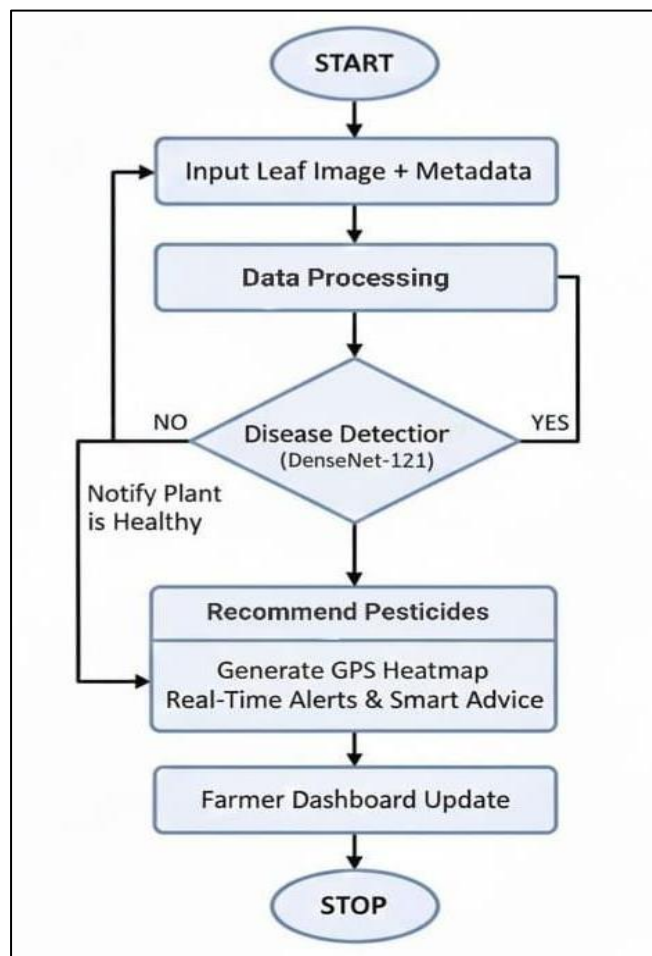 START
Input Leaf Image + Metadata
Data Processing
NO
YES
Disease Detectior
(DenseNet-121)
Notify Plant
is Healthy
Recommend Pesticides
Generate GPS Heatmap
Real-Time Alerts & Smart Advice
Farmer Dashboard Update
STOP